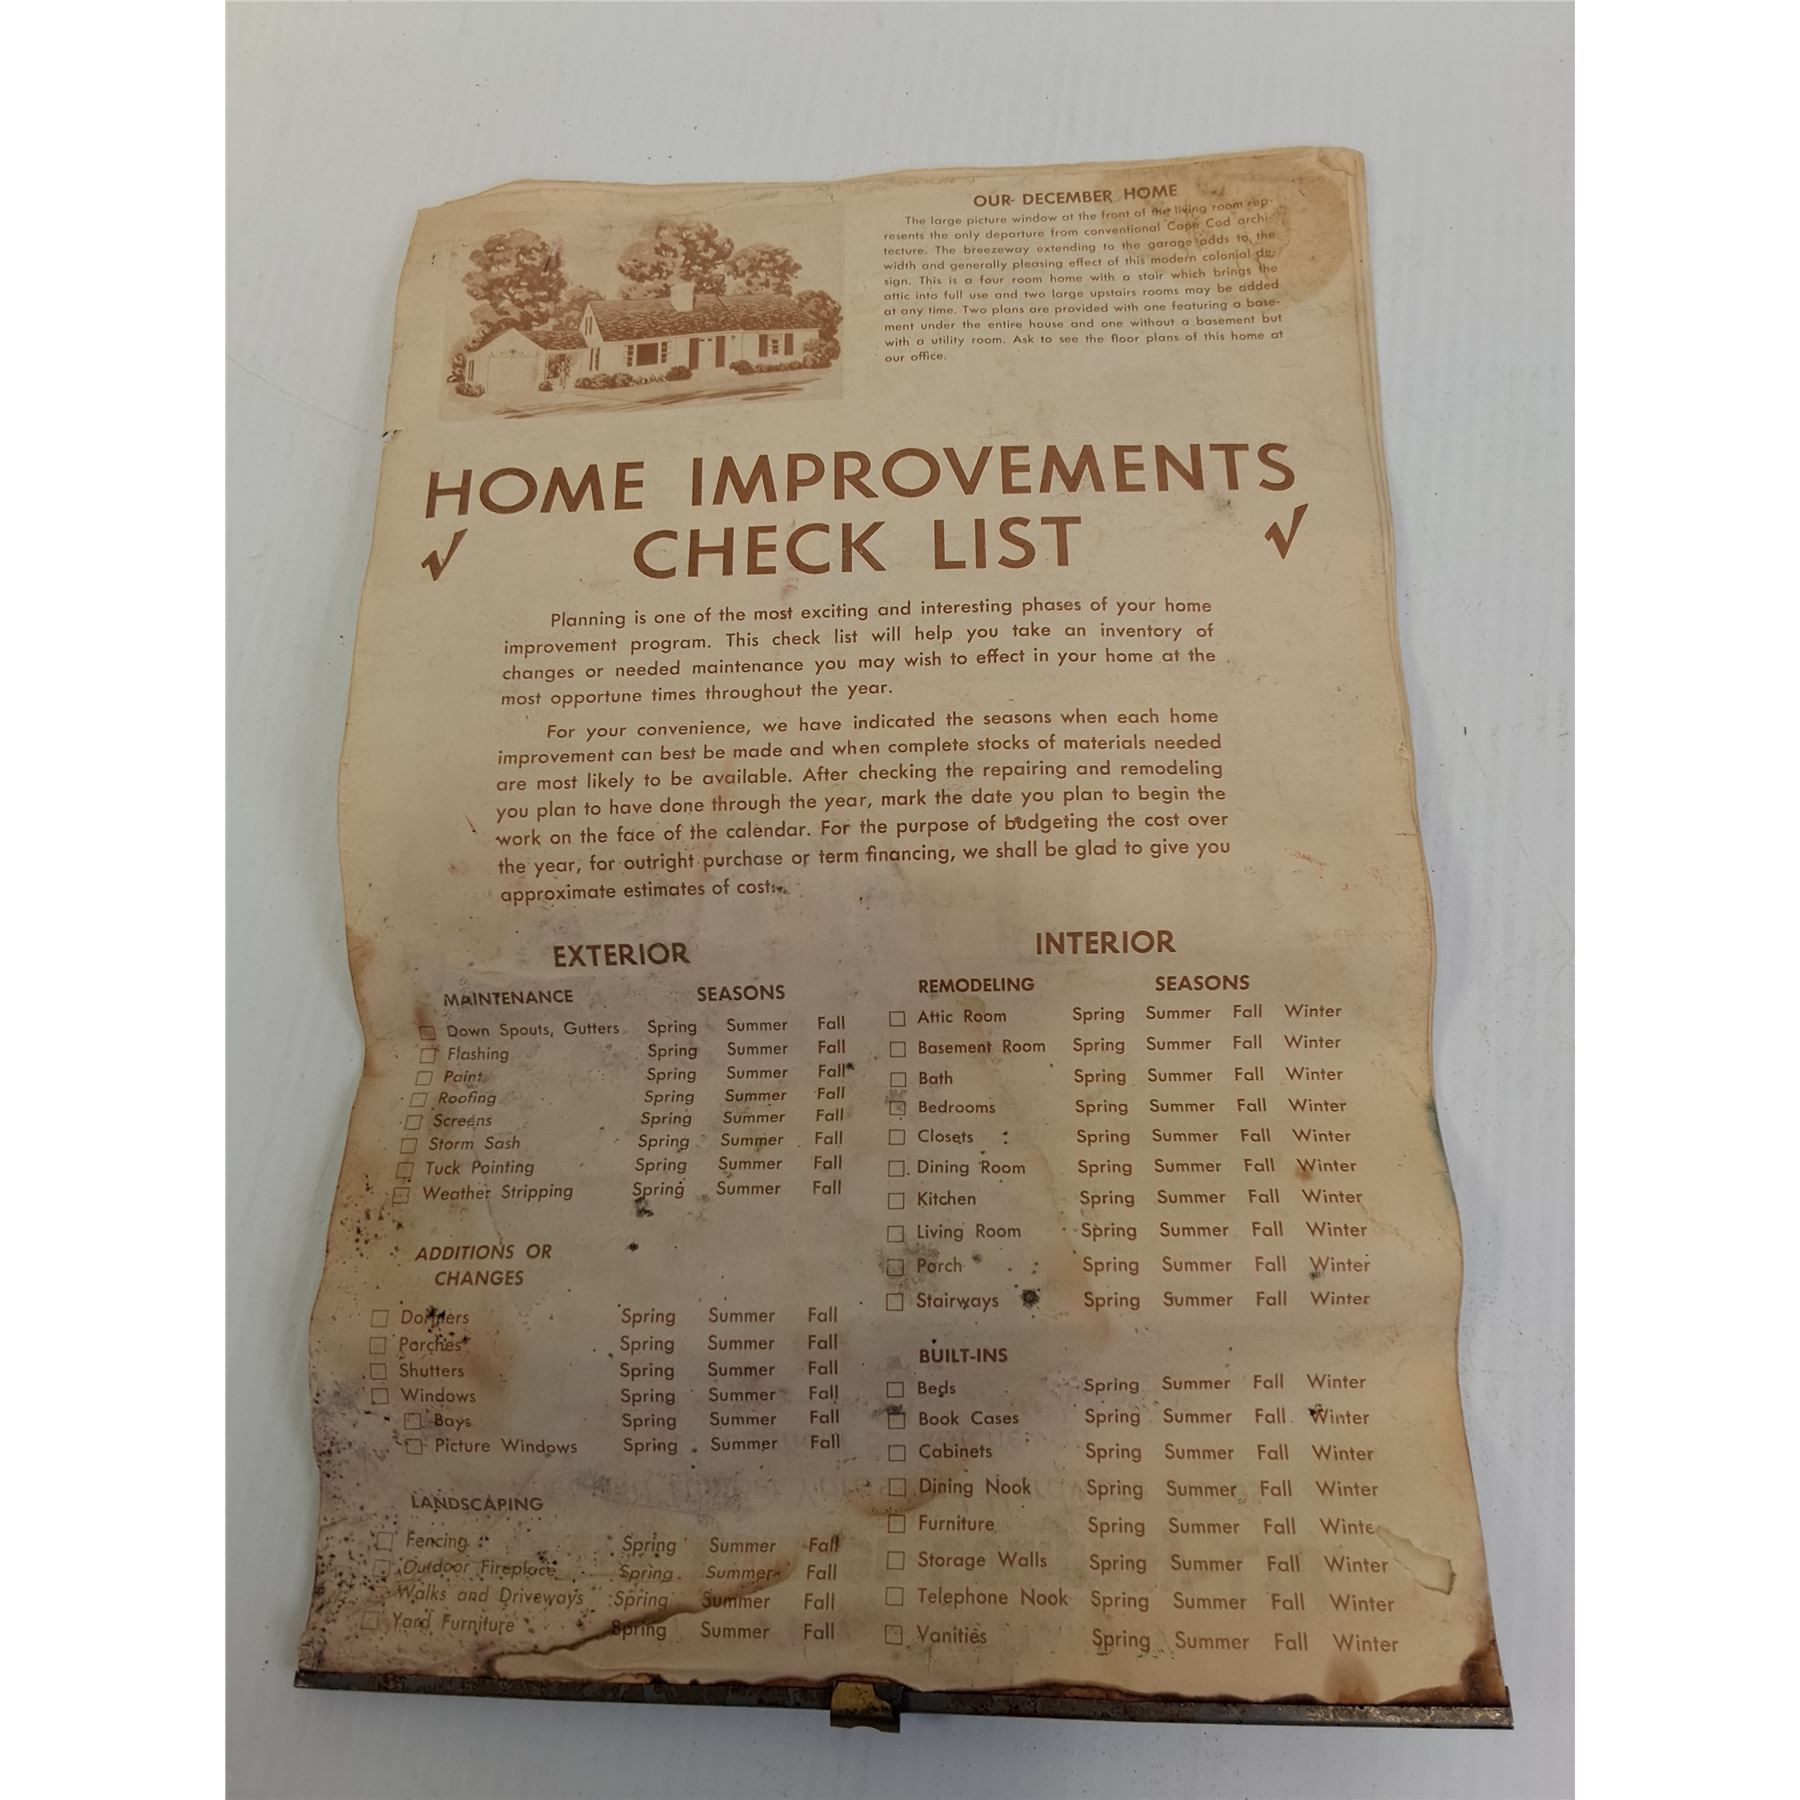 OUR DECEMBER HOME
The large picture window at the front of the living room rep-
resents the only departure from conventional Cape Cod archi-
tecture. The breezeway extending to the garage adds to the
width and generally pleasing effect of this modern colonial de-
sign. This is a four room home with a stair which brings the
attic into full use and two large upstairs rooms may be added
at any time. Two plans are provided with one featuring a base-
ment under the entire house and one without a basement but
with a utility room. Ask to see the floor plans of this home at
our office.
HOME IMPROVEMENTS
CHECK LIST
Planning is one of the most exciting and interesting phases of your home
improvement program. This check list will help you take an inventory of
changes or needed maintenance you may wish to effect in your home at the
most opportune times throughout the year.
For your convenience, we have indicated the seasons when each home
improvement can best be made and when complete stocks of materials needed
are most likely to be available. After checking the repairing and remodeling
you plan to have done through the year, mark the date you plan to begin the
work on the face of the calendar. For the purpose of budgeting the cost over
the year, for outright purchase or term financing, we shall be glad to give you
approximate estimates of cost.
EXTERIOR
MAINTENANCE SEASONS
Down Spouts, Gutters Spring Summer Fall
Flashing Spring Summer Fall
Paint Spring Summer Fall
Roofing Spring Summer Fall
Screens Spring Summer Fall
Storm Sash Spring Summer Fall
Tuck Pointing Spring Summer Fall
Weather Stripping Spring Summer Fall
ADDITIONS OR
CHANGES
Dormers Spring Summer Fall
Porches Spring Summer Fall
Shutters Spring Summer Fall
Windows Spring Summer Fall
Bays Spring Summer Fall
Picture Windows Spring Summer Fall
LANDSCAPING
Fencing Spring Summer Fall
Outdoor Fireplace Spring Summer Fall
Walks and Driveways Spring Summer Fall
Yard Furniture Spring Summer Fall
INTERIOR
REMODELING SEASONS
Attic Room Spring Summer Fall Winter
Basement Room Spring Summer Fall Winter
Bath Spring Summer Fall Winter
Bedrooms Spring Summer Fall Winter
Closets Spring Summer Fall Winter
Dining Room Spring Summer Fall Winter
Kitchen Spring Summer Fall Winter
Living Room Spring Summer Fall Winter
Porch Spring Summer Fall Winter
Stairways Spring Summer Fall Winter
BUILT-INS
Beds Spring Summer Fall Winter
Book Cases Spring Summer Fall Winter
Cabinets Spring Summer Fall Winter
Dining Nook Spring Summer Fall Winter
Furniture Spring Summer Fall Winte
Storage Walls Spring Summer Fall Winter
Telephone Nook Spring Summer Fall Winter
Vanities Spring Summer Fall Winter